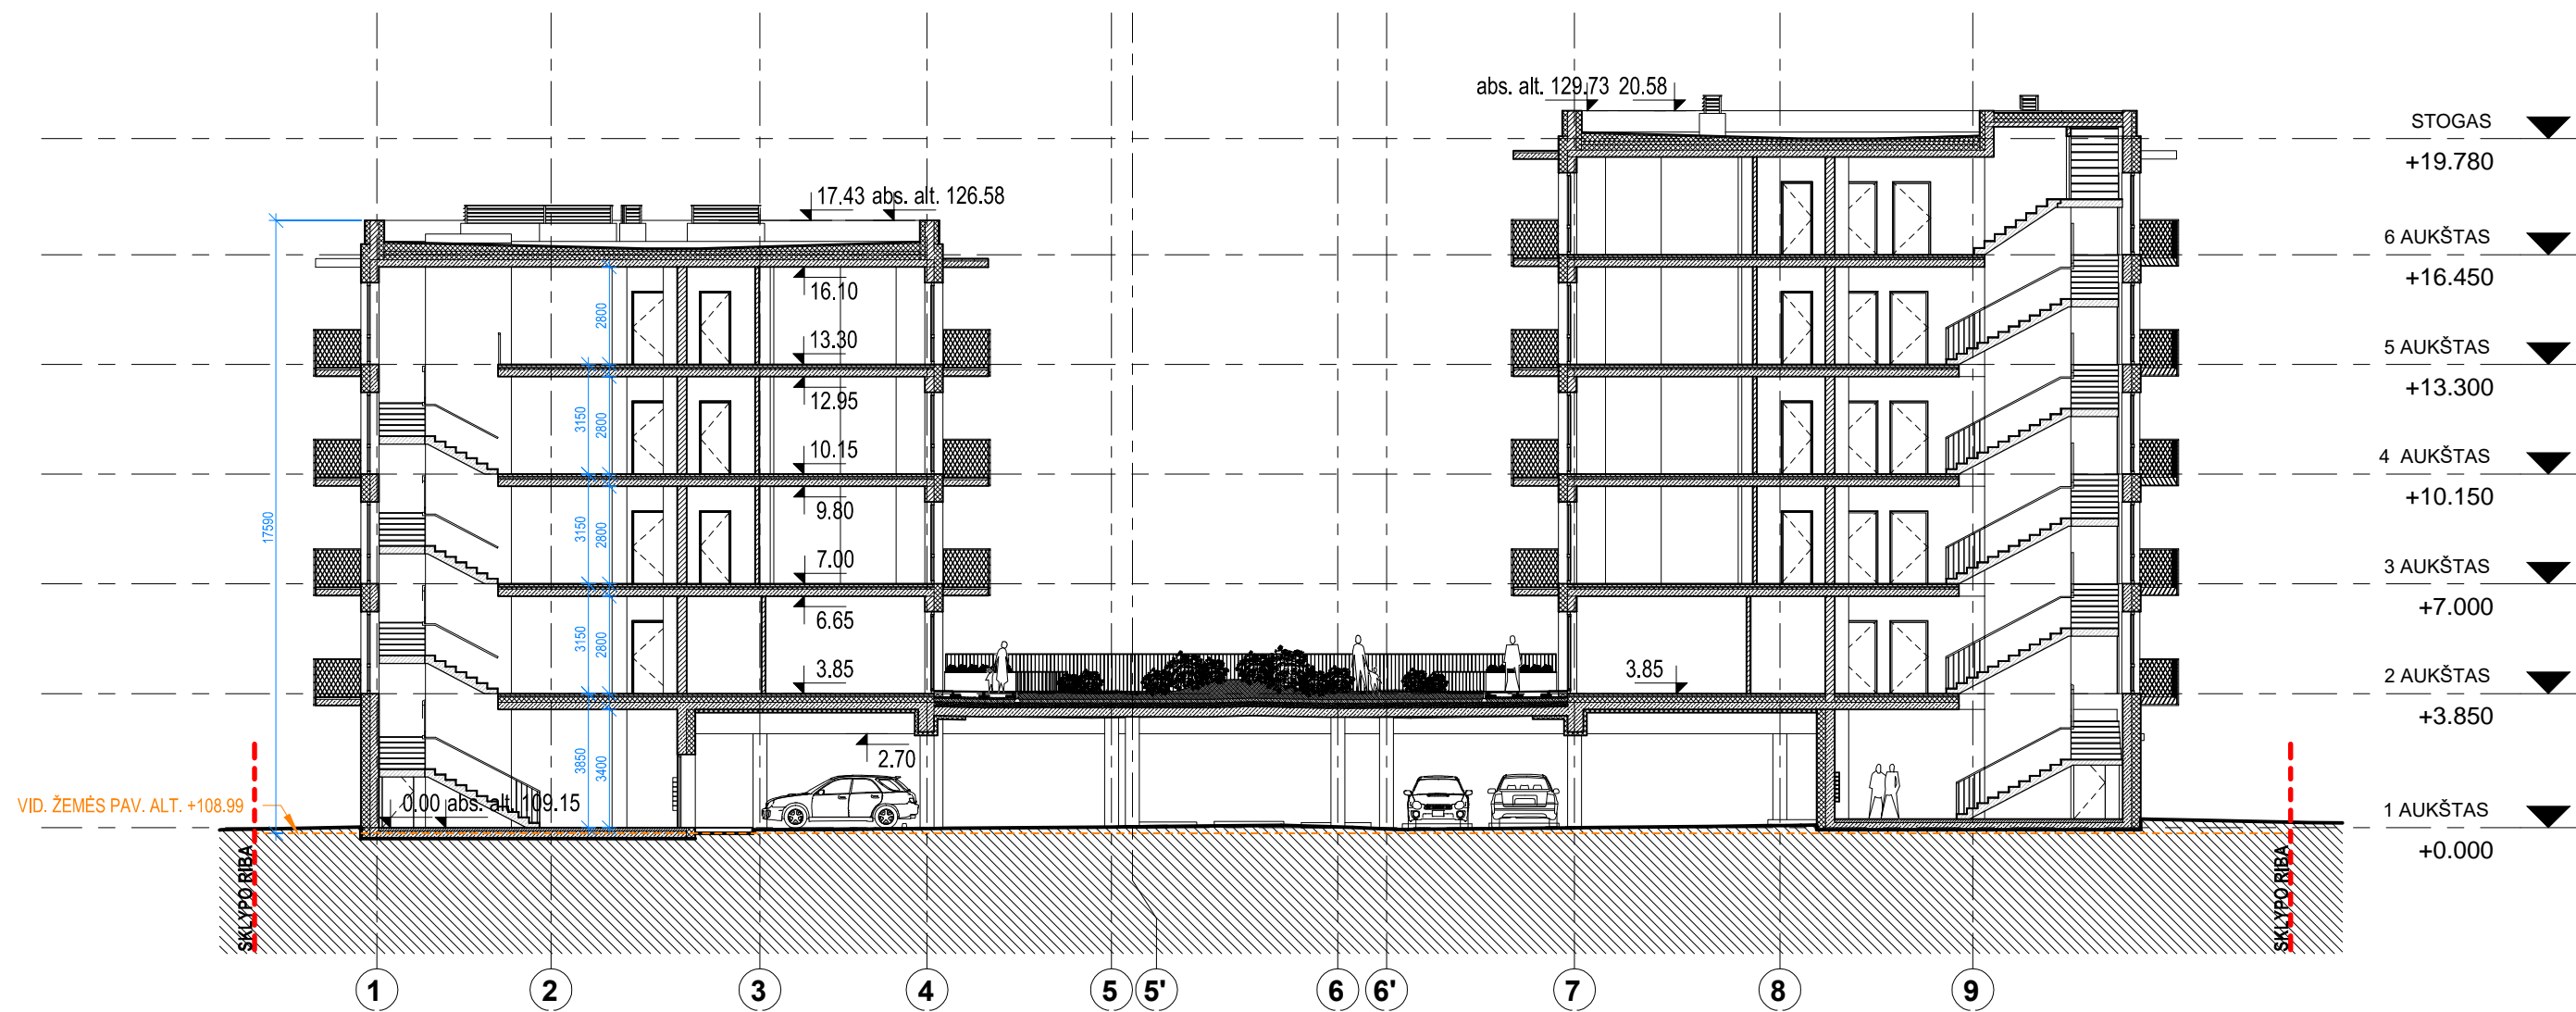 abs. alt. 129.73 20.58
STOGAS
+19.780
17.43 abs. alt. 126.58
6 AUKŠTAS
+16.450
16.10
2800
13.30
5 AUKŠTAS
+13.300
12.95
3150
2800
10.15
4 AUKŠTAS
+10.150
9.80
17590
3150
2800
7.00
3 AUKŠTAS
+7.000
6.65
3150
2800
3.85
3.85
2 AUKŠTAS
+3.850
2.70
3850
3400
VID. ŽEMĖS PAV. ALT. +108.99
0.00 abs. alt. 109.15
1 AUKŠTAS
+0.000
SKLYPO RIBA
SKLYPO RIBA
1 2 3 4 5 5' 6 6' 7 8 9